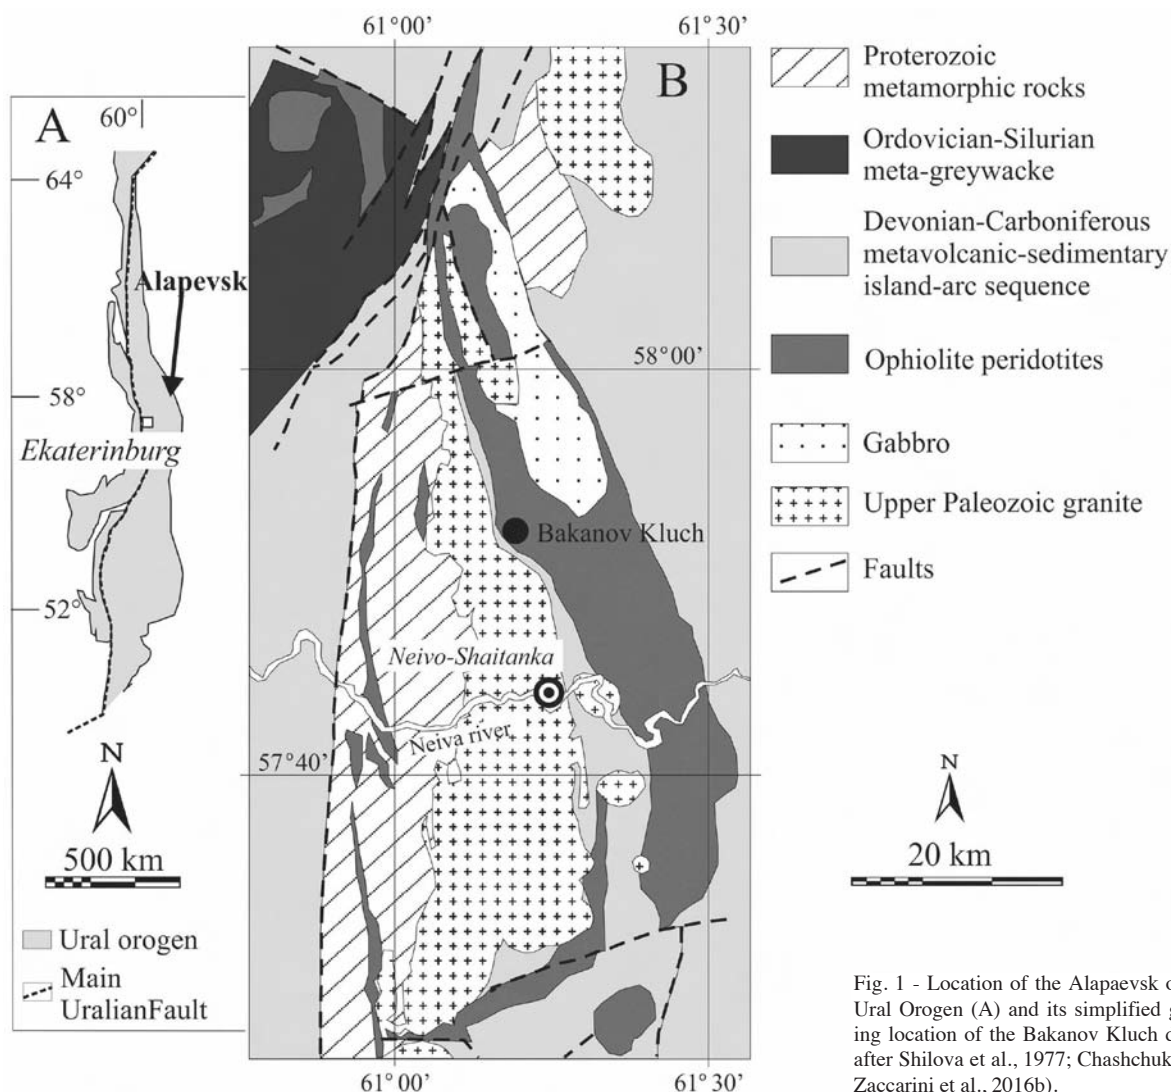 A
60°
64°
Alapevsk
58°
Ekaterinburg
52°
N
500 km
Ural orogen
Main
UralianFault
61°00'
61°30'
B
58°00'
Bakanov Kluch
Neivo-Shaitanka
Neiva river
57°40'
61°00'
61°30'
Proterozoic
metamorphic rocks
Ordovician-Silurian
meta-greywacke
Devonian-Carboniferous
metavolcanic-sedimentary
island-arc sequence
Ophiolite peridotites
Gabbro
Upper Paleozoic granite
Faults
N
20 km
Fig. 1 - Location of the Alapaevsk o
Ural Orogen (A) and its simplified g
ing location of the Bakanov Kluch c
after Shilova et al., 1977; Chashchuk
Zaccarini et al., 2016b).